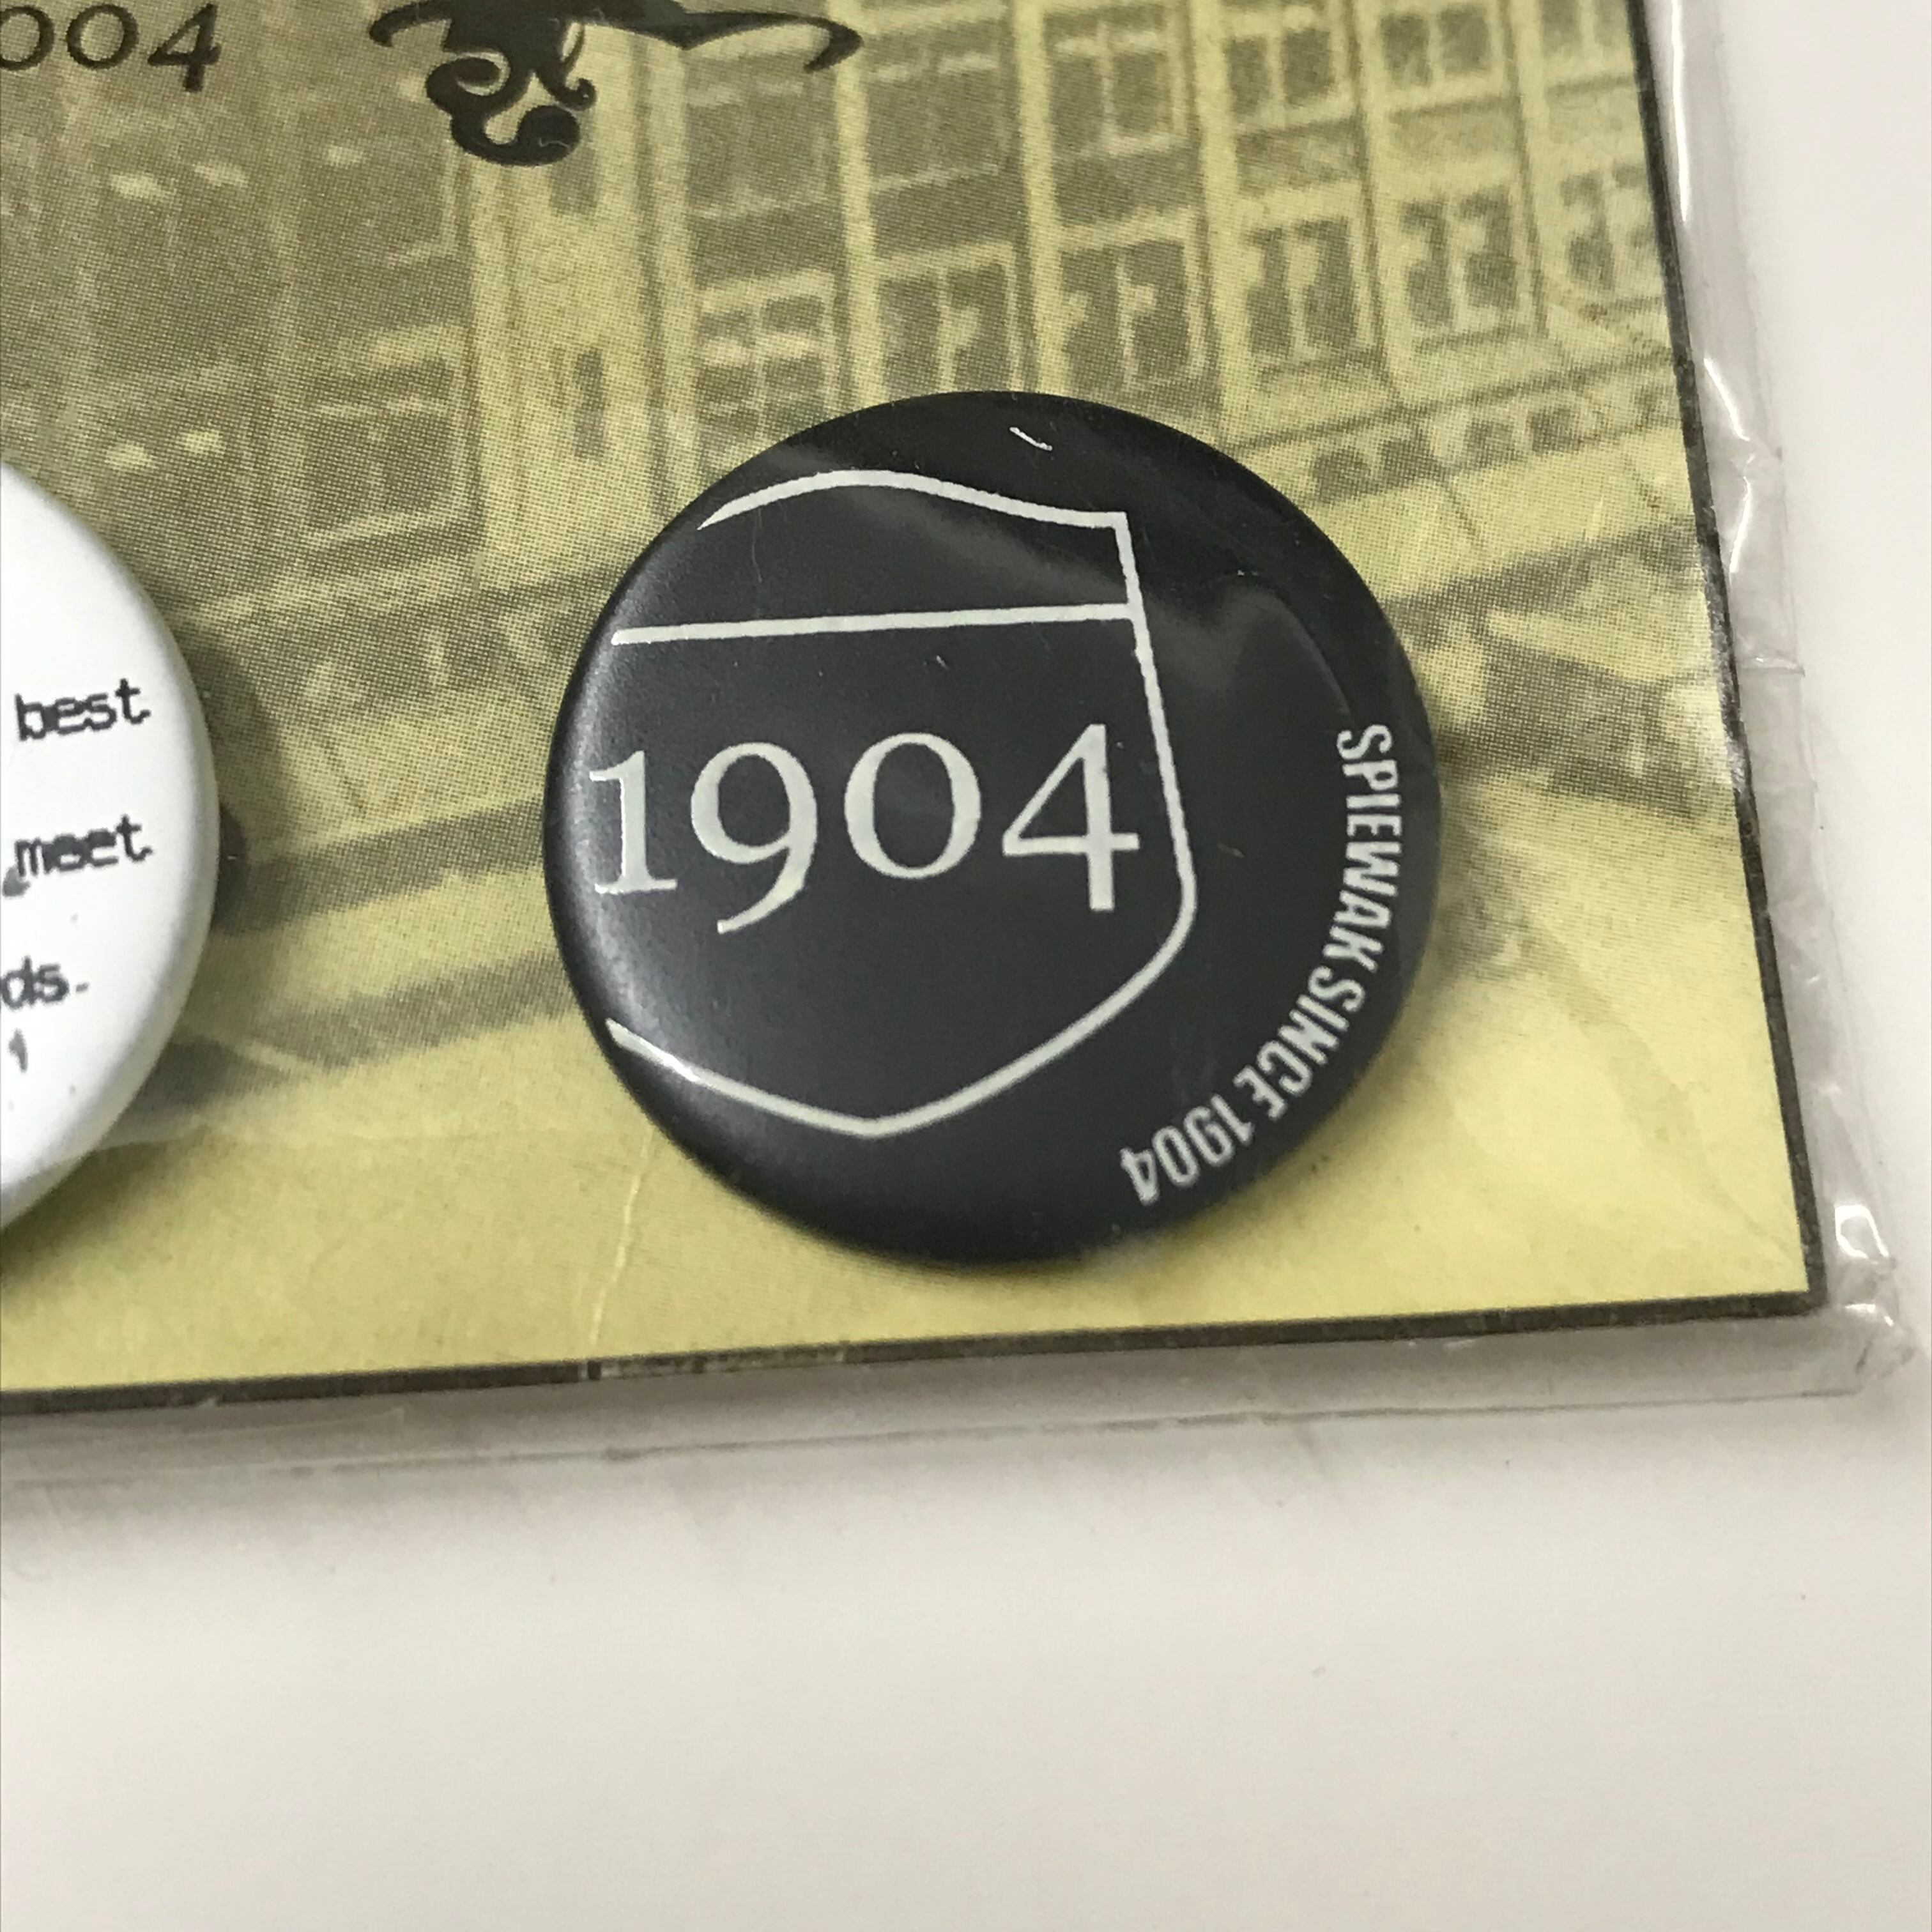 004
best
meet
ds.
1904
SPIEWAK SINCE 1904